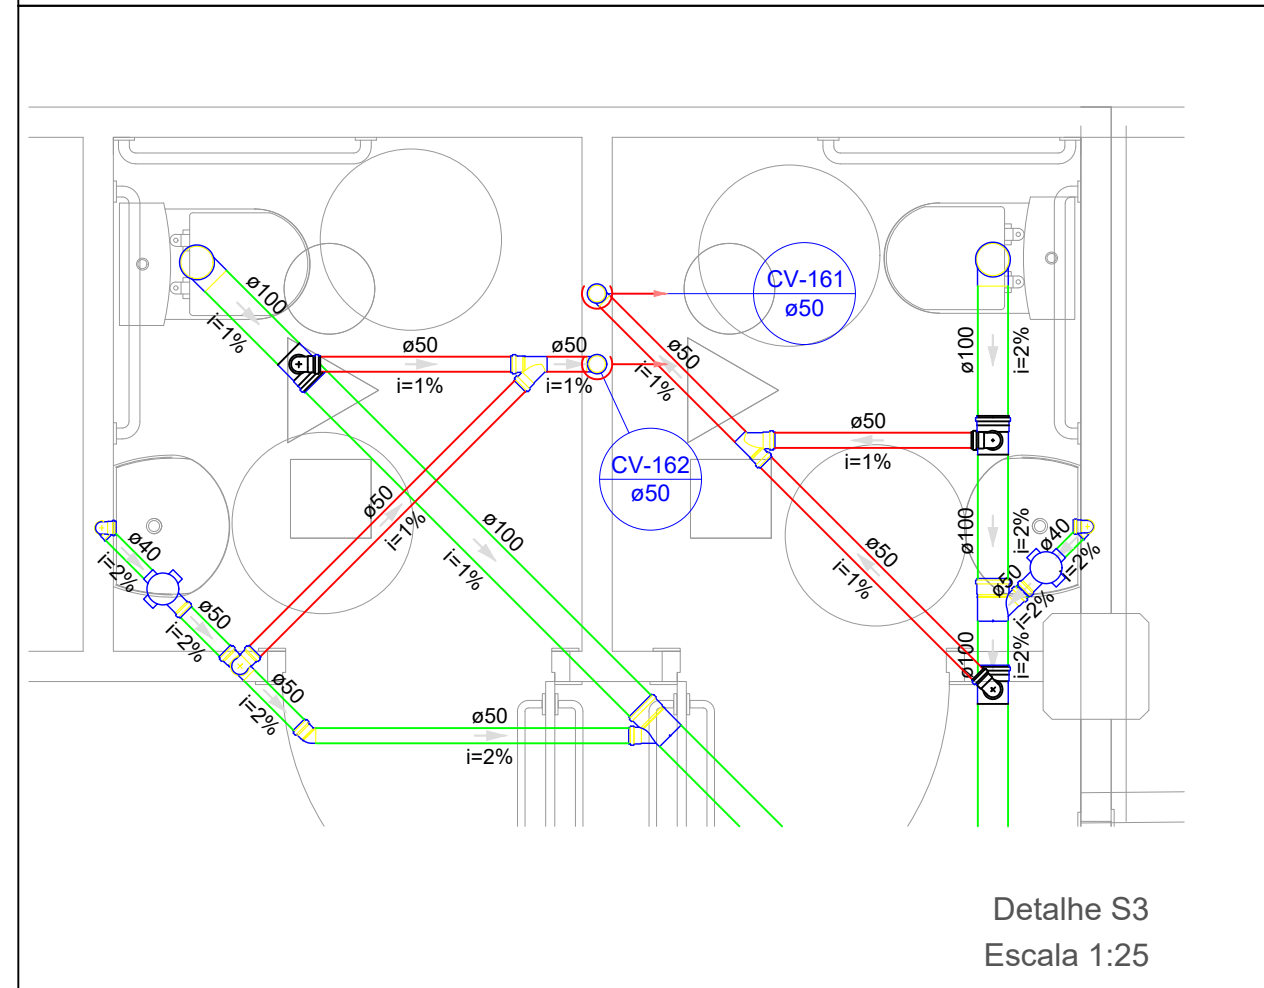 ø100
i=1%
ø50
i=1%
ø50
i=1%
CV-161
ø50
ø50
i=1%
ø100
i=2%
ø50
i=1%
CV-162
ø50
ø50
i=1%
ø100
i=1%
ø40
i=2%
ø50
i=2%
ø50
i=2%
ø50
i=2%
ø50
i=1%
ø100
i=2%
ø40
i=2%
ø50
i=2%
ø100
i=2%
Detalhe S3
Escala 1:25